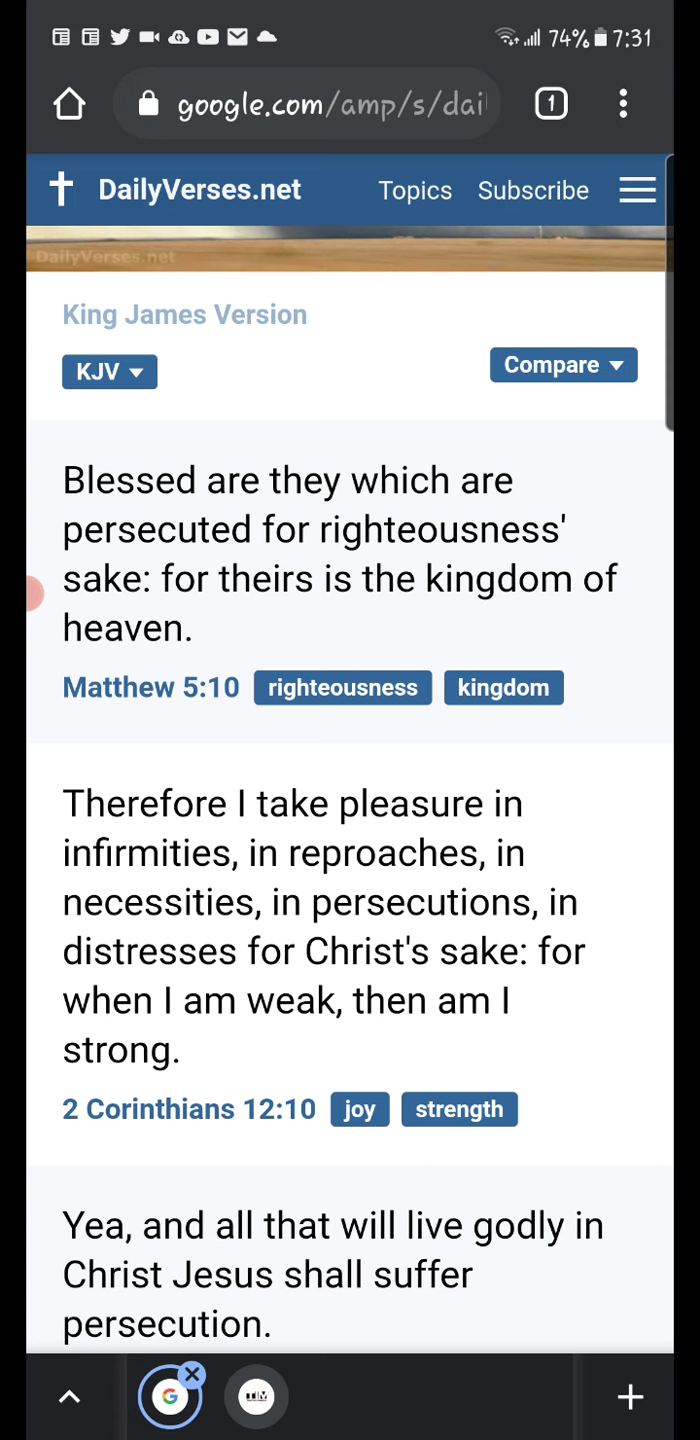 74% 7:31
google.com/amp/s/dai
1
DailyVerses.net Topics Subscribe
DailyVerses.net
King James Version
KJV Compare
Blessed are they which are
persecuted for righteousness'
sake: for theirs is the kingdom of
heaven.
Matthew 5:10 righteousness kingdom
Therefore I take pleasure in
infirmities, in reproaches, in
necessities, in persecutions, in
distresses for Christ's sake: for
when I am weak, then am I
strong.
2 Corinthians 12:10 joy strength
Yea, and all that will live godly in
Christ Jesus shall suffer
persecution.